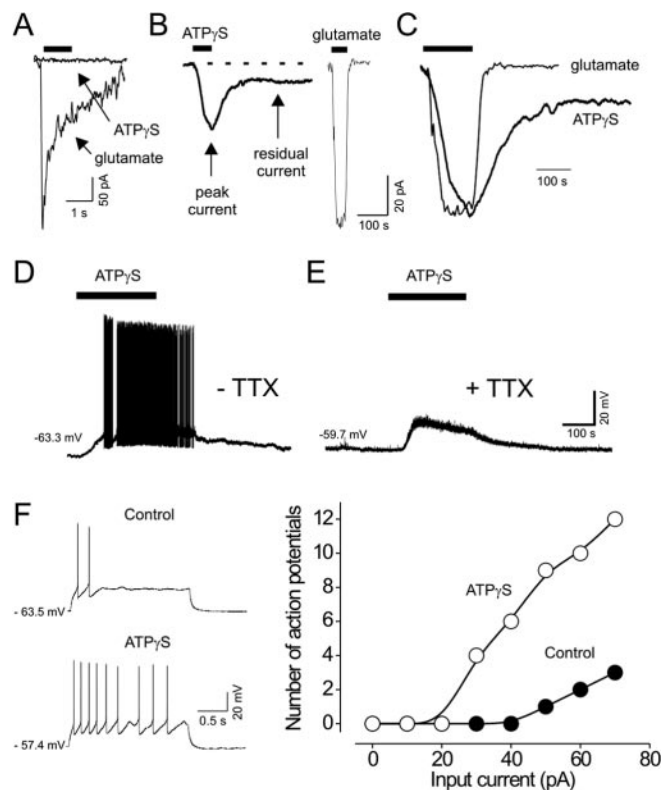 A
ATPγS
glutamate
50 pA
1 s
B
ATPγS
glutamate
peak current
residual current
20 pA
100 s
C
glutamate
ATPγS
100 s
D
ATPγS
- TTX
-63.3 mV
E
ATPγS
+ TTX
-59.7 mV
20 mV
100 s
F
Control
- 63.5 mV
ATPγS
0.5 s
20 mV
- 57.4 mV
Number of action potentials
12
10
8
6
4
2
0
ATPγS
Control
0 20 40 60 80
Input current (pA)